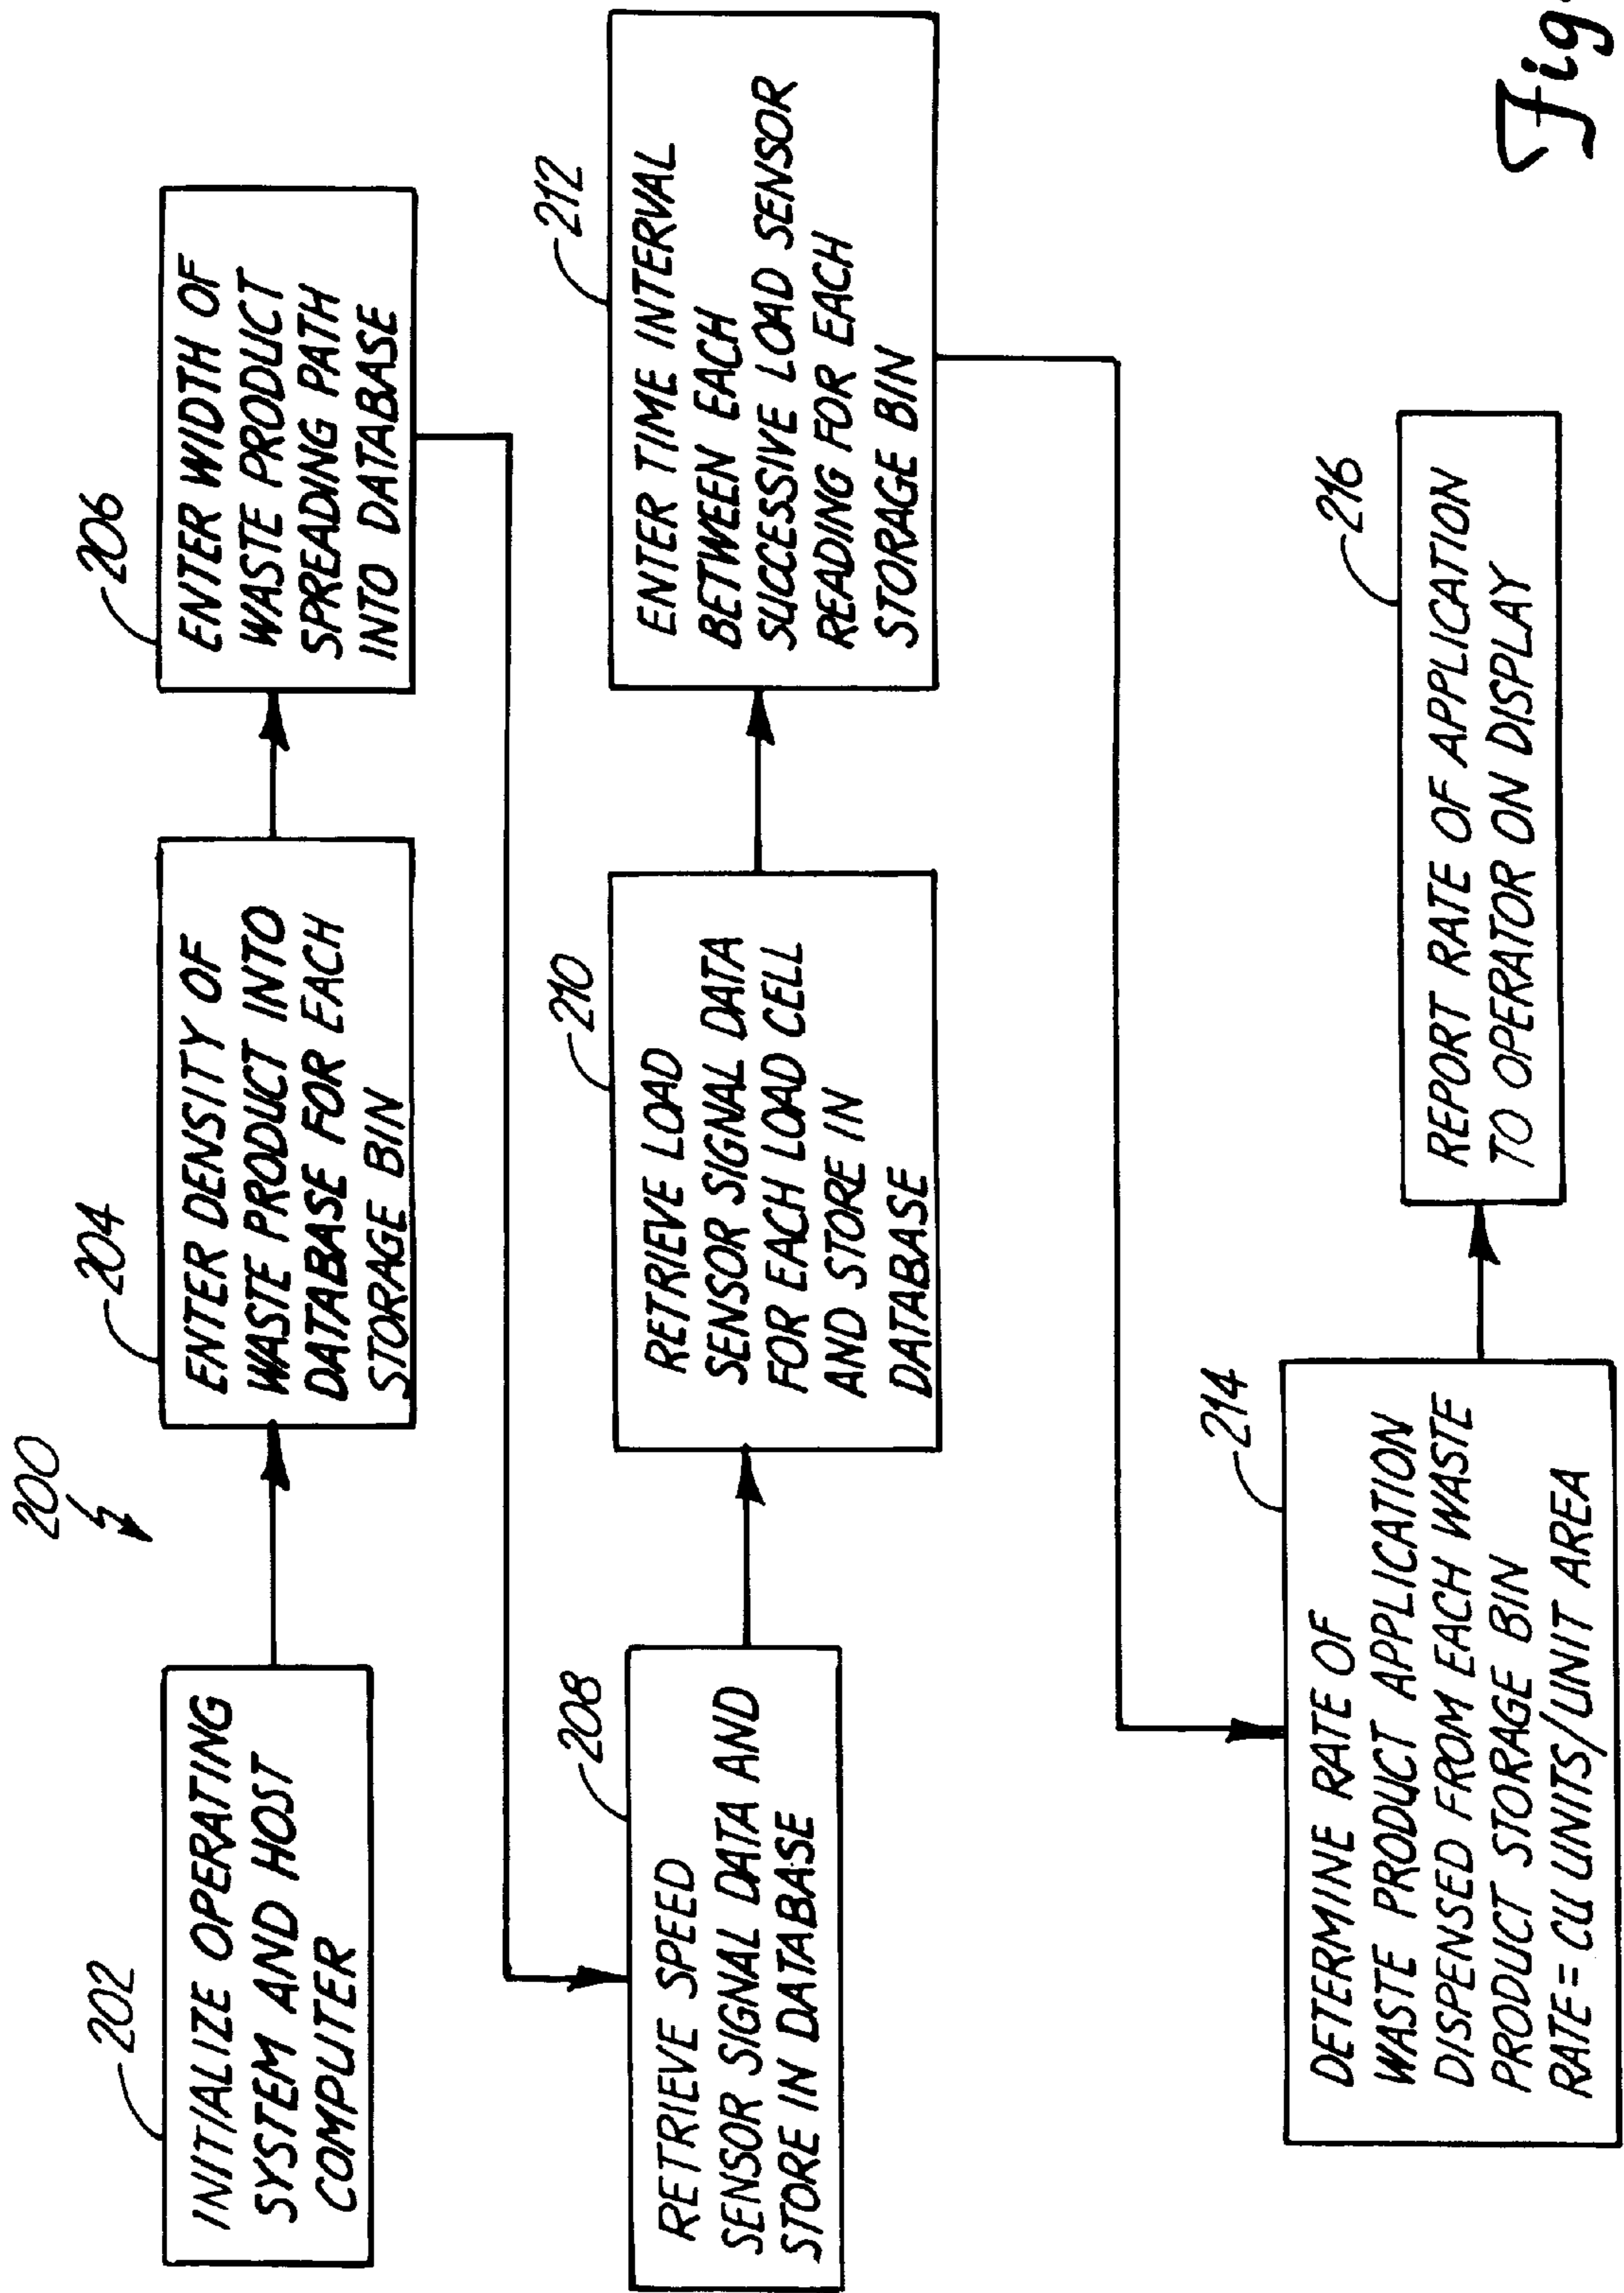 200
202
INITIALIZE OPERATING
SYSTEM AND HOST
COMPUTER
204
ENTER DENSITY OF
WASTE PRODUCT INTO
DATABASE FOR EACH
STORAGE BIN
206
ENTER WIDTH OF
WASTE PRODUCT
SPREADING PATH
INTO DATABASE
208
RETRIEVE SPEED
SENSOR SIGNAL DATA AND
STORE IN DATABASE
210
RETRIEVE LOAD
SENSOR SIGNAL DATA
FOR EACH LOAD CELL
AND STORE IN
DATABASE
212
ENTER TIME INTERVAL
BETWEEN EACH
SUCCESSIVE LOAD SENSOR
READING FOR EACH
STORAGE BIN
214
DETERMINE RATE OF
WASTE PRODUCT APPLICATION
DISPENSED FROM EACH WASTE
PRODUCT STORAGE BIN
RATE = CU UNITS/UNIT AREA
216
REPORT RATE OF APPLICATION
TO OPERATOR ON DISPLAY
Fig.